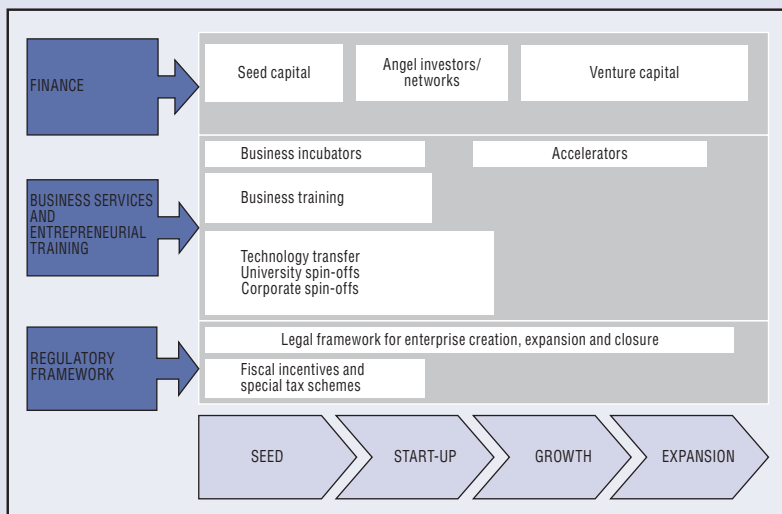 FINANCE
Seed capital
Angel investors/
networks
Venture capital
BUSINESS SERVICES
AND
ENTREPRENEURIAL
TRAINING
Business incubators
Accelerators
Business training
Technology transfer
University spin-offs
Corporate spin-offs
REGULATORY
FRAMEWORK
Legal framework for enterprise creation, expansion and closure
Fiscal incentives and
special tax schemes
SEED
START-UP
GROWTH
EXPANSION